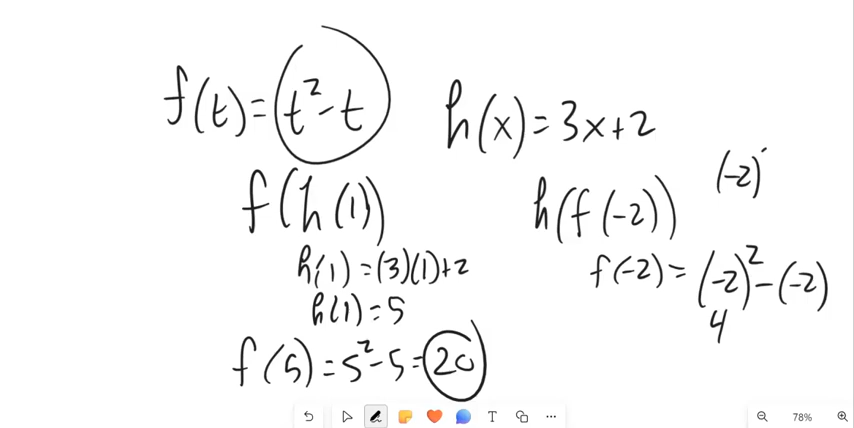 f(t) = t² - t
h(x) = 3x + 2
f(h(1))
h(1) = (3)(1) + 2
h(1) = 5
f(5) = 5² - 5 = 20
(-2)
h(f(-2))
f(-2) = (-2)² - (-2)
4
T
78%